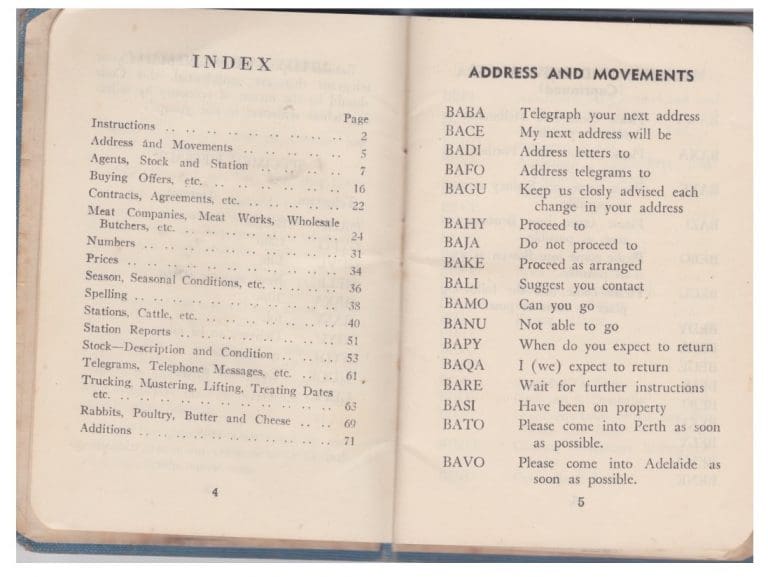 INDEX
Page
Instructions .. .. .. .. .. .. .. .. .. 2
Address and Movements .. .. .. .. .. .. 5
Agents, Stock and Station .. .. .. .. .. 7
Buying Offers, etc. .. .. .. .. .. .. .. 16
Contracts, Agreements, etc. .. .. .. .. .. 22
Meat Companies, Meat Works, Wholesale
Butchers, etc. .. .. .. .. .. .. .. 24
Numbers .. .. .. .. .. .. .. .. .. 31
Prices .. .. .. .. .. .. .. .. .. 34
Season, Seasonal Conditions, etc. .. .. .. .. 36
Spelling .. .. .. .. .. .. .. .. .. 38
Stations, Cattle, etc. .. .. .. .. .. .. 40
Station Reports .. .. .. .. .. .. .. .. 51
Stock—Description and Condition .. .. .. .. 53
Telegrams, Telephone Messages, etc. .. .. .. 61
Trucking, Mustering, Lifting, Treating Dates
etc. .. .. .. .. .. .. .. .. .. 63
Rabbits, Poultry, Butter and Cheese .. .. .. 69
Additions .. .. .. .. .. .. .. .. .. 71
4
ADDRESS AND MOVEMENTS
BABA Telegraph your next address
BACE My next address will be
BADI Address letters to
BAFO Address telegrams to
BAGU Keep us closly advised each
change in your address
BAHY Proceed to
BAJA Do not proceed to
BAKE Proceed as arranged
BALI Suggest you contact
BAMO Can you go
BANU Not able to go
BAPY When do you expect to return
BAQA I (we) expect to return
BARE Wait for further instructions
BASI Have been on property
BATO Please come into Perth as soon
as possible.
BAVO Please come into Adelaide as
soon as possible.
5